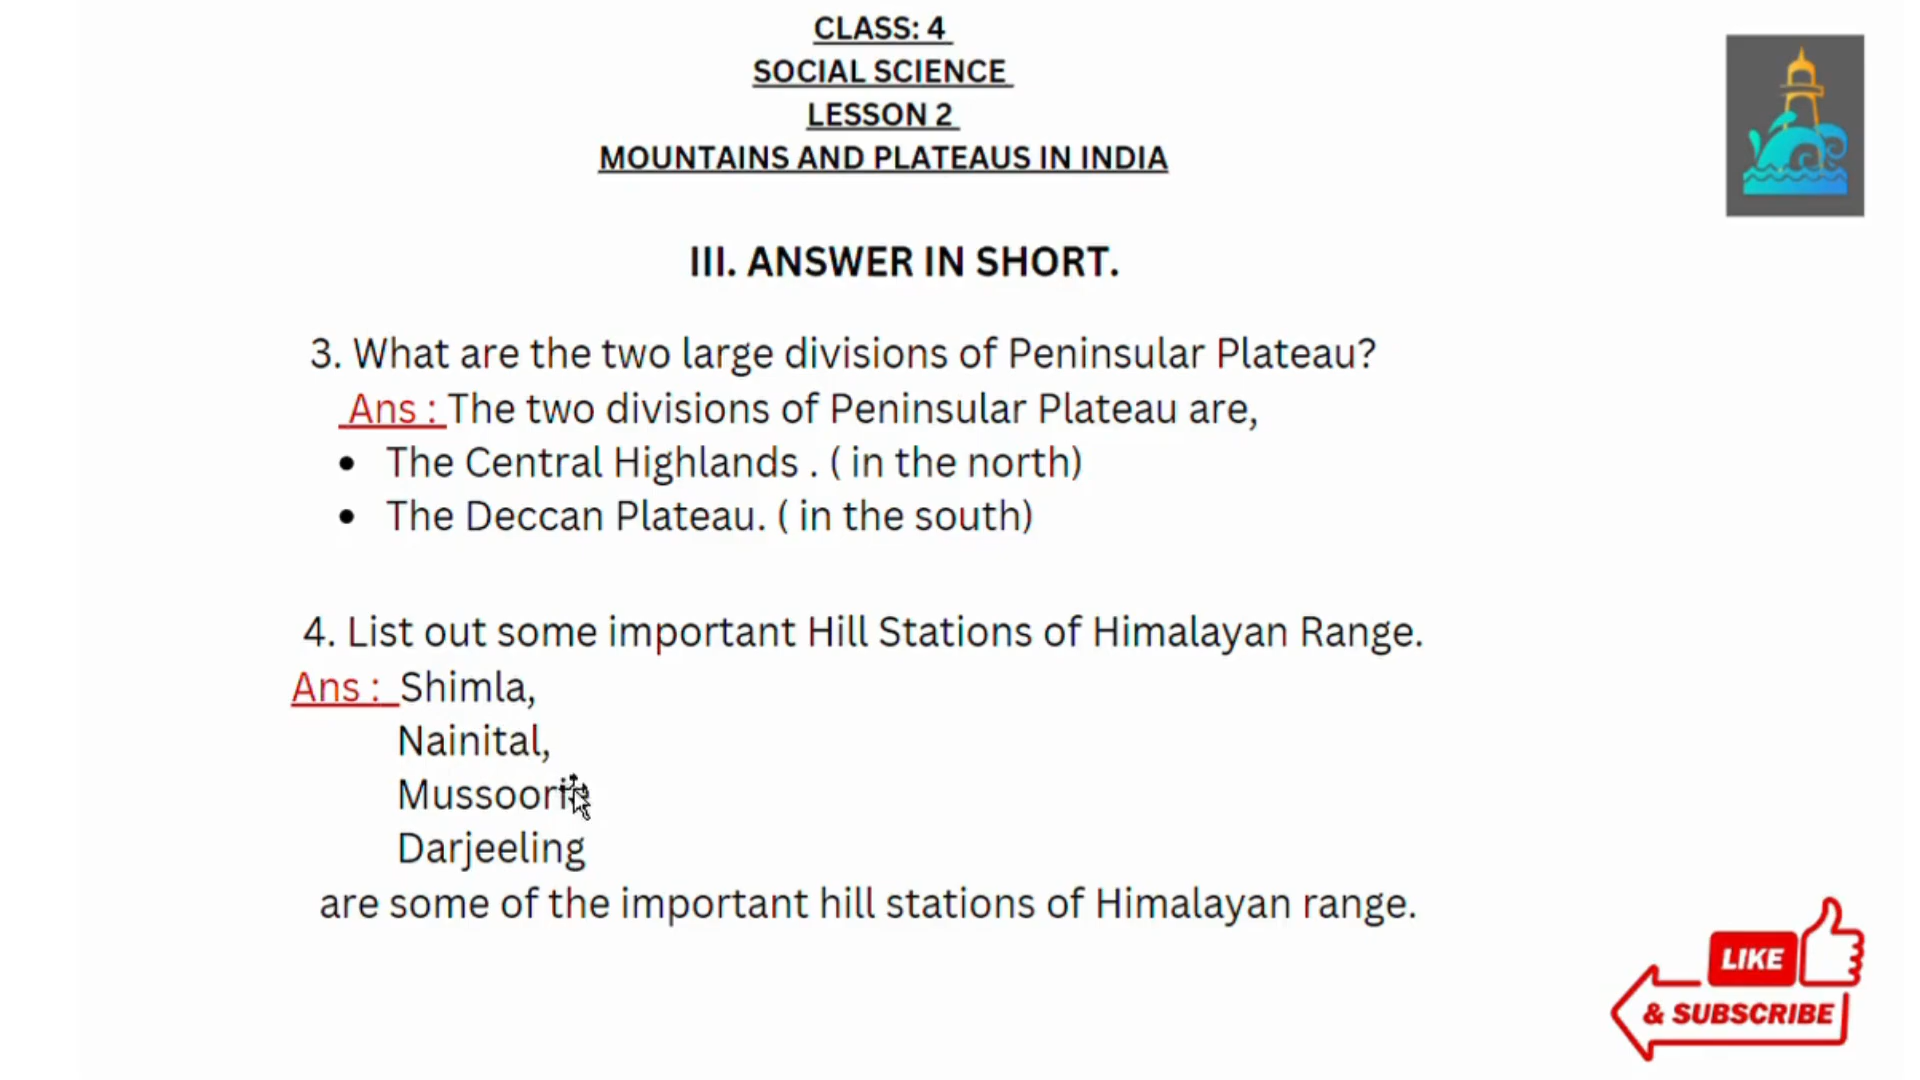 CLASS: 4
SOCIAL SCIENCE
LESSON 2
MOUNTAINS AND PLATEAUS IN INDIA
III. ANSWER IN SHORT.
3. What are the two large divisions of Peninsular Plateau?
Ans : The two divisions of Peninsular Plateau are,
• The Central Highlands . ( in the north)
• The Deccan Plateau. ( in the south)
4. List out some important Hill Stations of Himalayan Range.
Ans : Shimla,
Nainital,
Mussoorie
Darjeeling
are some of the important hill stations of Himalayan range.
LIKE
& SUBSCRIBE